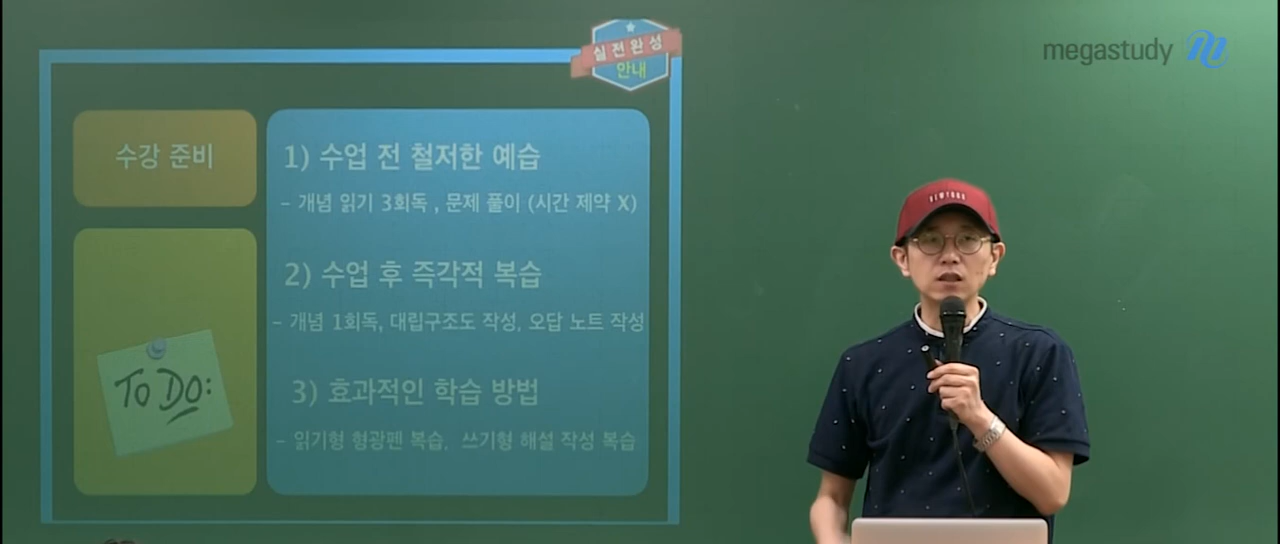 실전완성
안내
megastudy
수강 준비
1) 수업 전 철저한 예습
- 개념 읽기 3회독 , 문제 풀이 (시간 제약 X)
2) 수업 후 즉각적 복습
- 개념 1회독, 대립구조도 작성, 오답 노트 작성
TO DO:
3) 효과적인 학습 방법
- 읽기형 형광펜 복습, 쓰기형 해설 작성 복습
NEWYORK